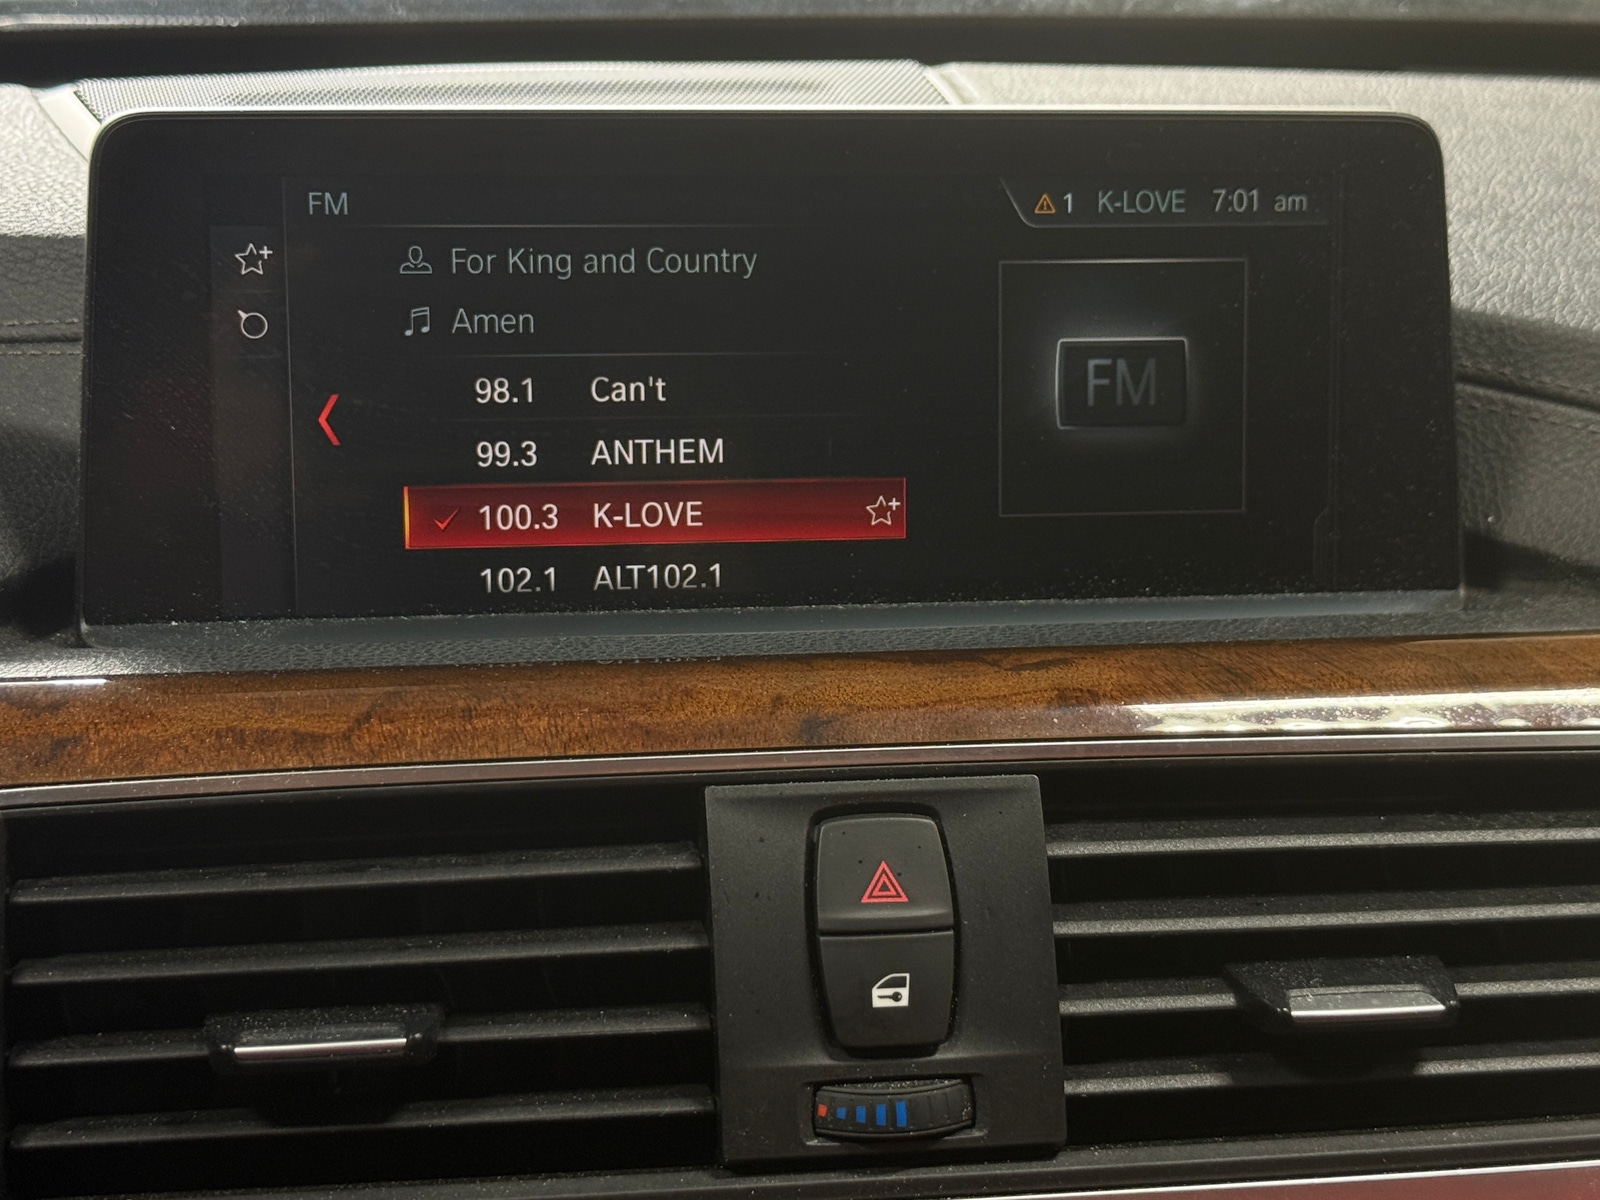 FM
1 K-LOVE 7:01 am
For King and Country
Amen
98.1 Can't
99.3 ANTHEM
100.3 K-LOVE
102.1 ALT102.1
FM